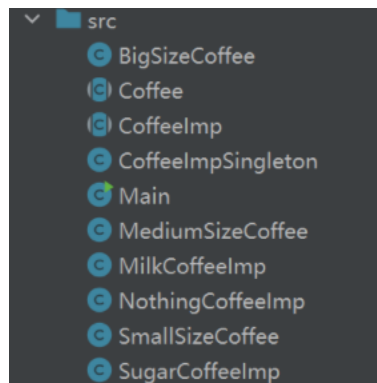 src
BigSizeCoffee
Coffee
CoffeeImp
CoffeeImpSingleton
Main
MediumSizeCoffee
MilkCoffeeImp
NothingCoffeeImp
SmallSizeCoffee
SugarCoffeeImp